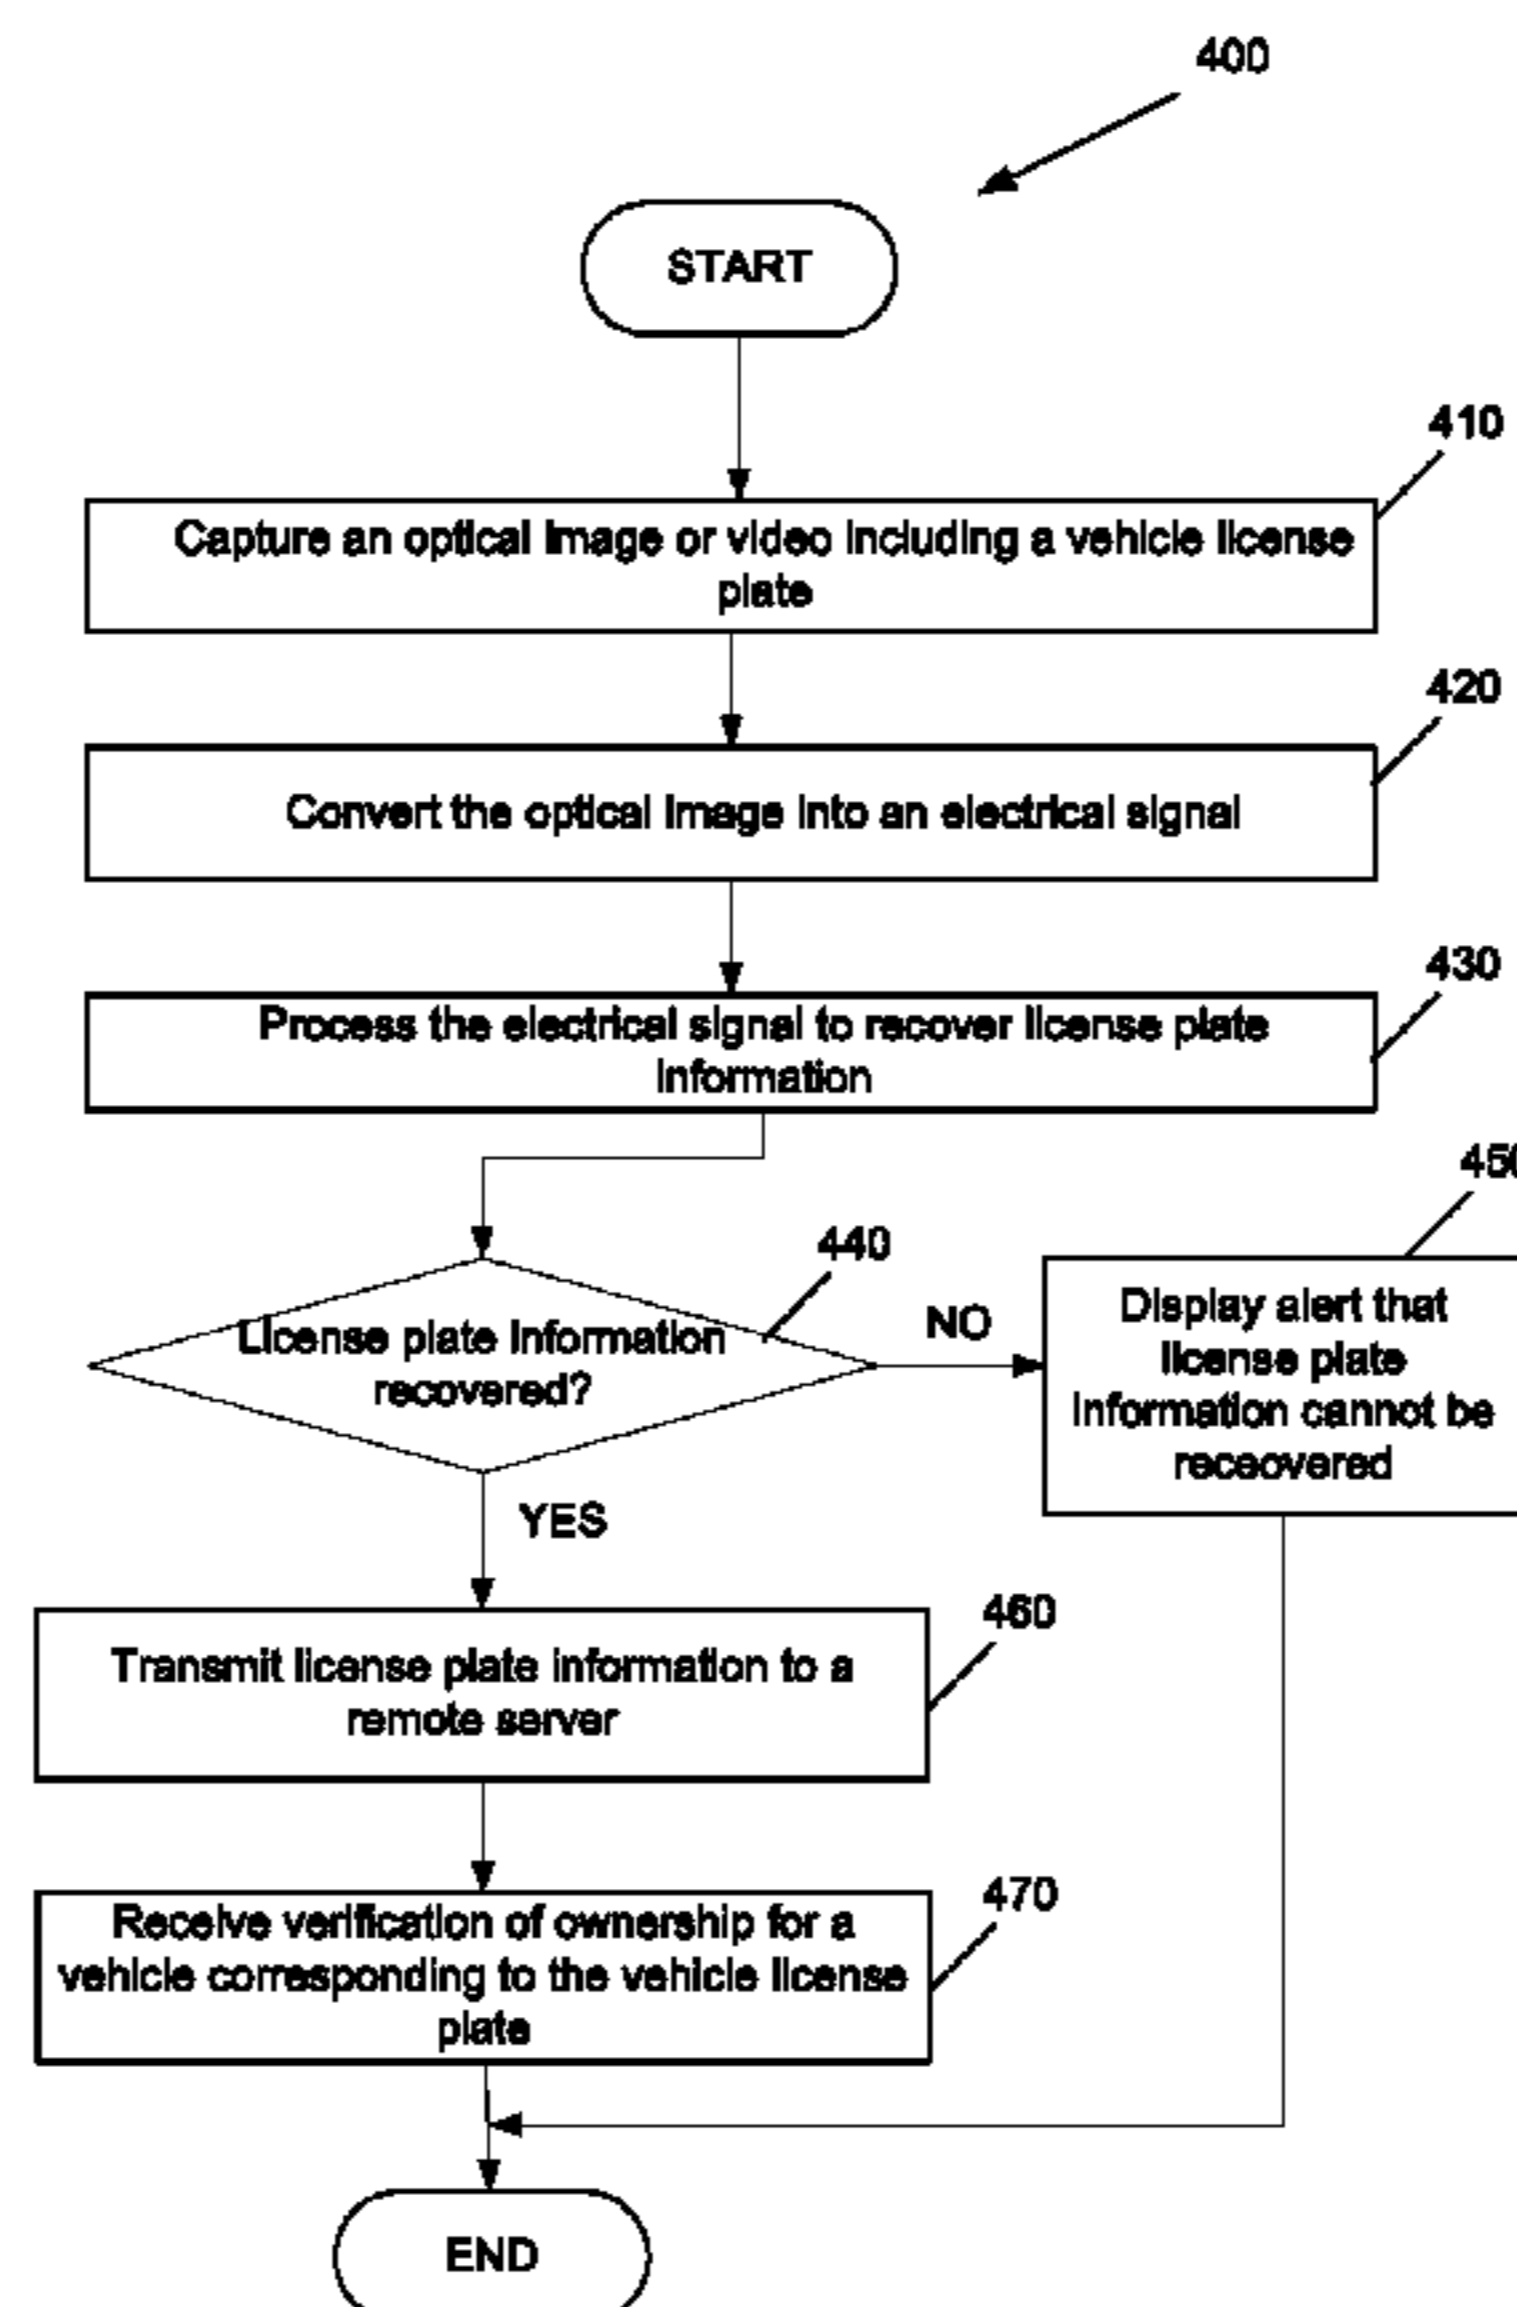 400
START
410
Capture an optical image or video including a vehicle license
plate
420
Convert the optical image into an electrical signal
430
Process the electrical signal to recover license plate
information
450
440
License plate information
recovered?
NO
Display alert that
license plate
information cannot be
receovered
YES
460
Transmit license plate information to a
remote server
470
Receive verification of ownership for a
vehicle corresponding to the vehicle license
plate
END